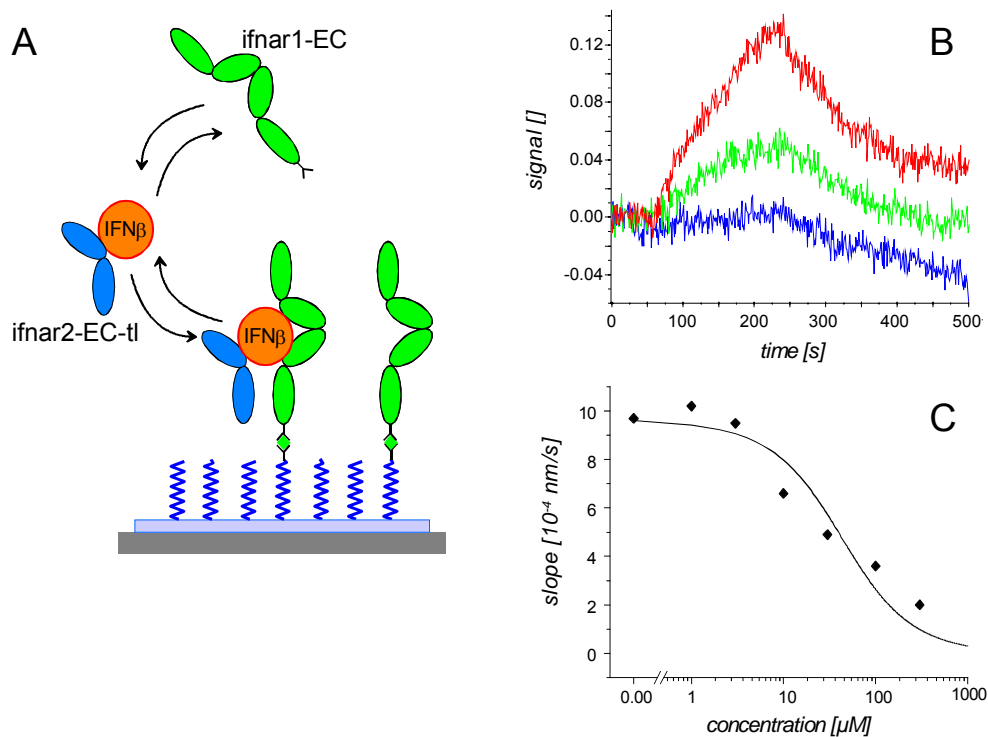 A
ifnar1-EC
IFNβ
ifnar2-EC-tl
IFNβ
B
signal []
0.12
0.08
0.04
0.00
-0.04
0
100
200
300
400
500
time [s]
C
slope [10⁻⁴ nm/s]
10
8
6
4
2
0
0.00
1
10
100
1000
concentration [µM]